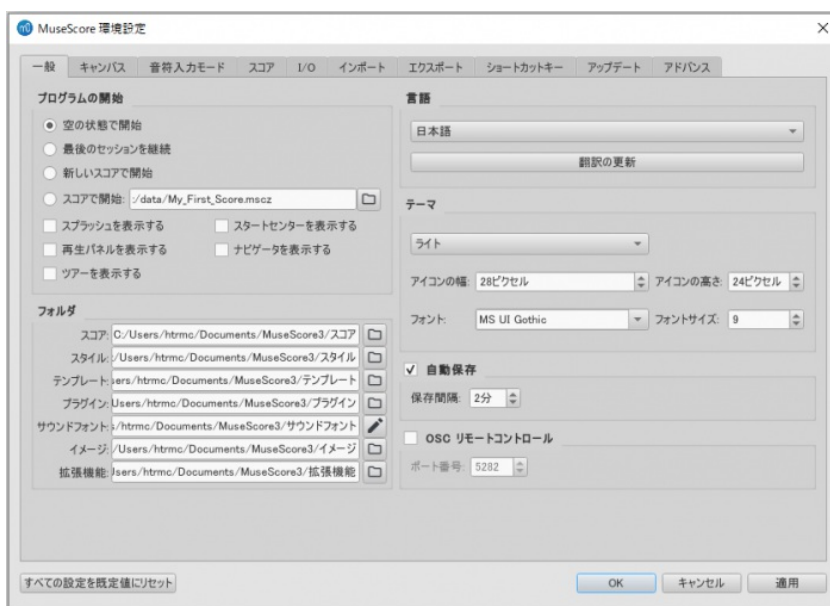 MuseScore 環境設定
一般 キャンバス 音符入力モード スコア I/O インポート エクスポート ショートカットキー アップデート アドバンス
プログラムの開始
空の状態で開始
最後のセッションを継続
新しいスコアで開始
スコアで開始: :/data/My_First_Score.mscz
スプラッシュを表示する スタートセンターを表示する
再生パネルを表示する ナビゲータを表示する
ツアーを表示する
フォルダ
スコア: C:/Users/htrmc/Documents/MuseScore3/スコア
スタイル: :/Users/htrmc/Documents/MuseScore3/スタイル
テンプレート: sers/htrmc/Documents/MuseScore3/テンプレート
プラグイン: Users/htrmc/Documents/MuseScore3/プラグイン
サウンドフォント: s/htrmc/Documents/MuseScore3/サウンドフォント
イメージ: /Users/htrmc/Documents/MuseScore3/イメージ
拡張機能: Jsers/htrmc/Documents/MuseScore3/拡張機能
言語
日本語
翻訳の更新
テーマ
ライト
アイコンの幅: 28ピクセル アイコンの高さ: 24ピクセル
フォント: MS UI Gothic フォントサイズ: 9
自動保存
保存間隔: 2分
OSC リモートコントロール
ポート番号: 5282
すべての設定を既定値にリセット OK キャンセル 適用